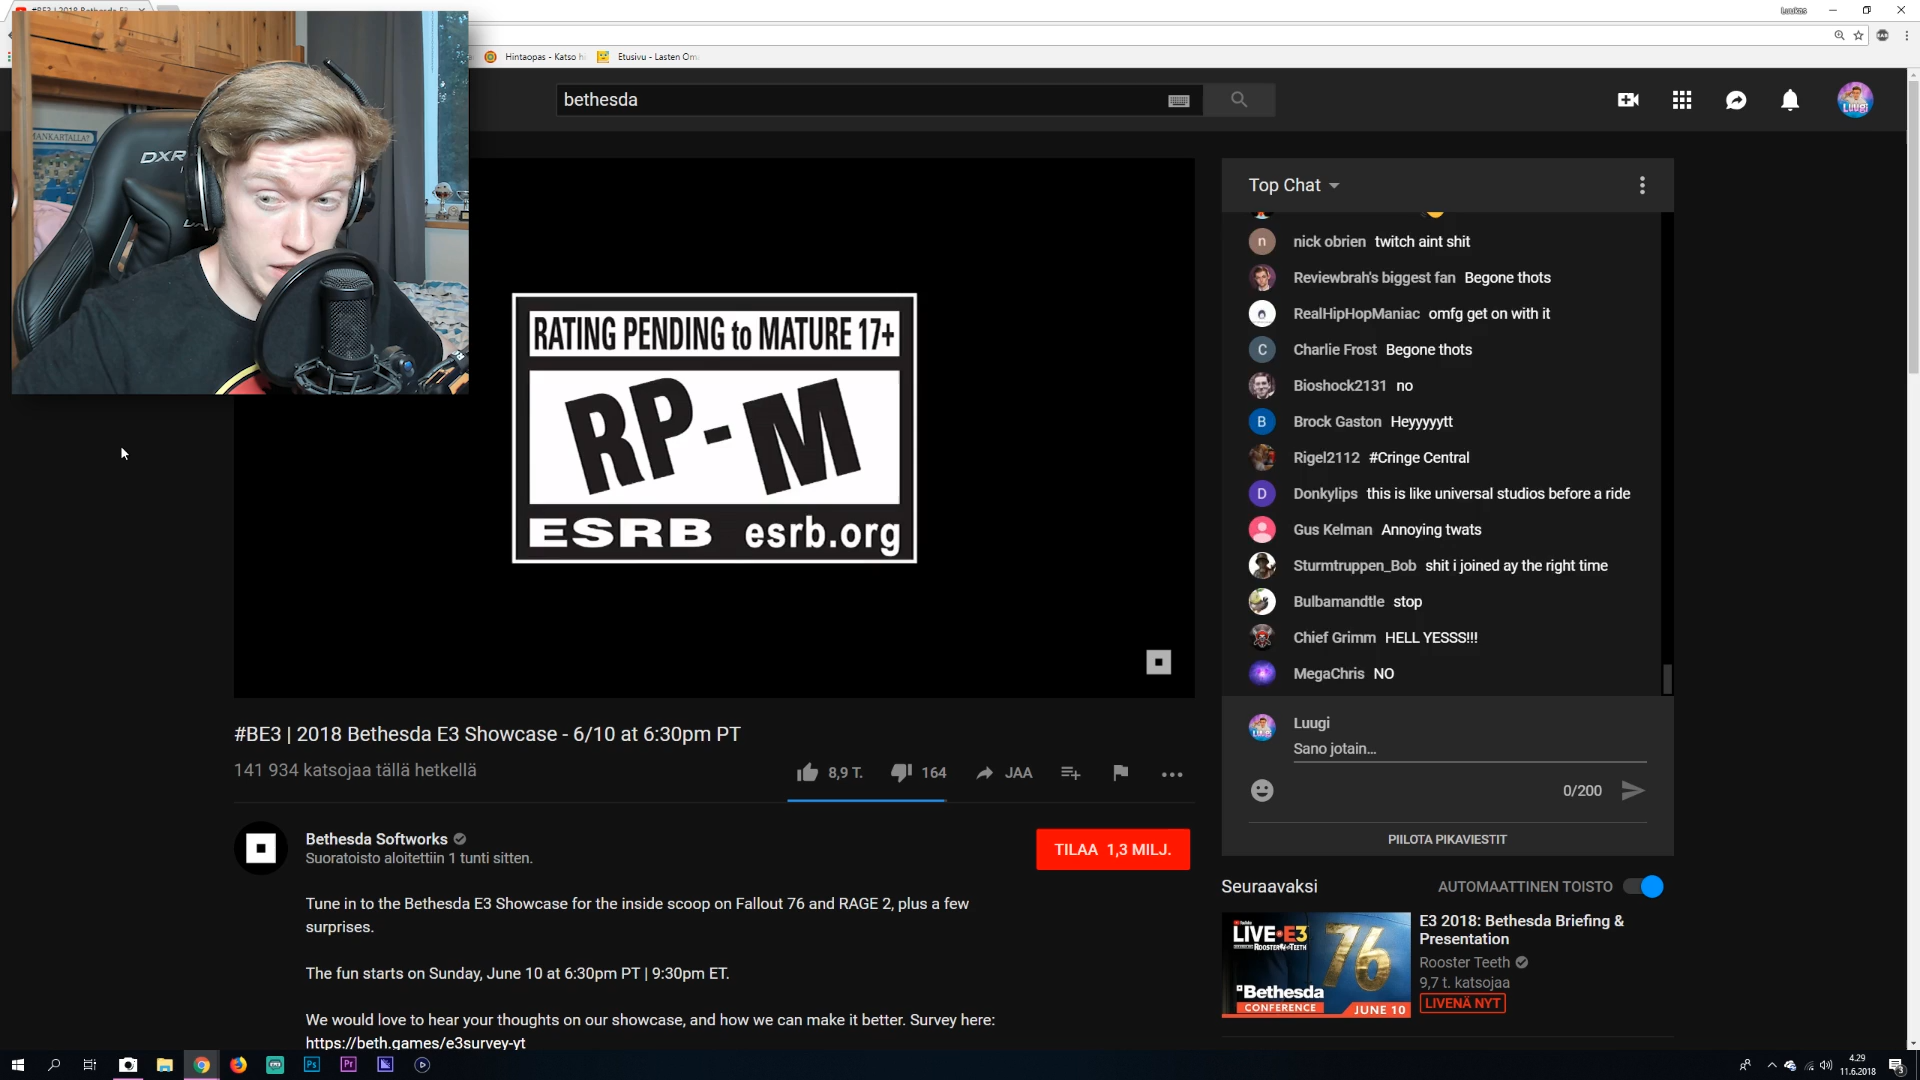 Luukas
Hintaopas - Katso hi
Etusivu - Lasten Om
bethesda
MANKARTALLA?
DXR
RATING PENDING to MATURE 17+
RP-M
ESRB esrb.org
Top Chat
nick obrien twitch aint shit
Reviewbrah's biggest fan Begone thots
RealHipHopManiac omfg get on with it
C Charlie Frost Begone thots
Bioshock2131 no
B Brock Gaston Heyyyyytt
Rigel2112 #Cringe Central
D Donkylips this is like universal studios before a ride
Gus Kelman Annoying twats
Sturmtruppen_Bob shit i joined ay the right time
Bulbamandtle stop
Chief Grimm HELL YESSS!!!
MegaChris NO
Luugi
Sano jotain...
0/200
PIILOTA PIKAVIESTIT
#BE3 | 2018 Bethesda E3 Showcase - 6/10 at 6:30pm PT
141 934 katsojaa tällä hetkellä
8,9 T. 164 JAA
Bethesda Softworks
Suoratoisto aloitettiin 1 tunti sitten.
TILAA 1,3 MILJ.
Tune in to the Bethesda E3 Showcase for the inside scoop on Fallout 76 and RAGE 2, plus a few
surprises.
The fun starts on Sunday, June 10 at 6:30pm PT | 9:30pm ET.
We would love to hear your thoughts on our showcase, and how we can make it better. Survey here:
https://beth.games/e3survey-yt
Seuraavaksi
AUTOMAATTINEN TOISTO
LIVE E3
ROOSTER TEETH
76
Bethesda
CONFERENCE
JUNE 10
E3 2018: Bethesda Briefing &
Presentation
Rooster Teeth
9,7 t. katsojaa
LIVENÄ NYT
Ps
Pr
4.29
11.6.2018
3